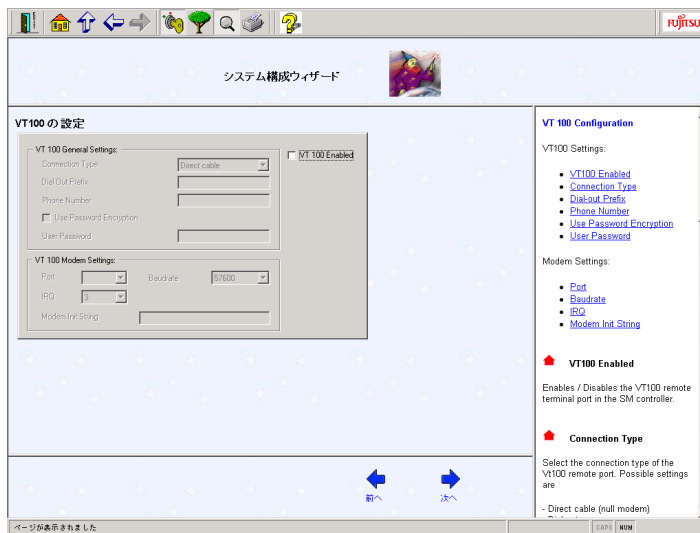 FUJITSU
システム構成ウィザード
VT100 の 設定
VT 100 General Settings:
VT 100 Enabled
Connection Type
Direct cable
Dial Out Prefix
Phone Number
Use Password Encryption
User Password
VT 100 Modem Settings:
Port
Baudrate
57600
IRQ
3
Modem Init String
前へ
次へ
VT 100 Configuration
VT100 Settings:
VT100 Enabled
Connection Type
Dial-out Prefix
Phone Number
Use Password Encryption
User Password
Modem Settings:
Port
Baudrate
IRQ
Modem Init String
VT100 Enabled
Enables / Disables the VT100 remote
terminal port in the SM controller.
Connection Type
Select the connection type of the
Vt100 remote port. Possible settings
are
- Direct cable (null modem)
ページが表示されました
CAPS
NUM